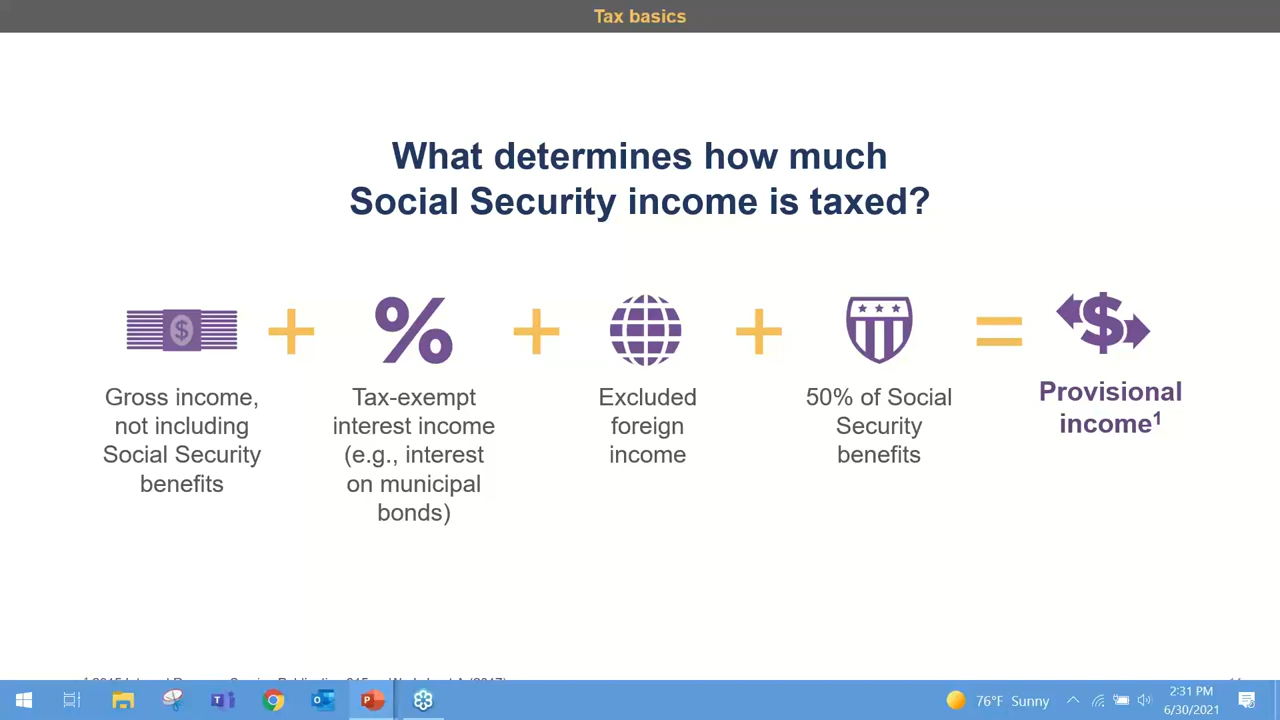 Tax basics
What determines how much
Social Security income is taxed?
$
%
$
Gross income,
not including
Social Security
benefits
+
Tax-exempt
interest income
(e.g., interest
on municipal
bonds)
+
Excluded
foreign
income
+
50% of Social
Security
benefits
=
Provisional
income¹
76°F Sunny
2:31 PM
6/30/2021